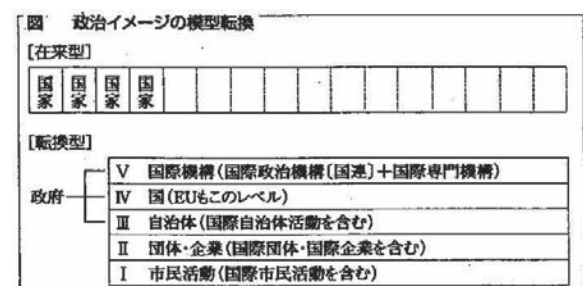 図 政治イメージの模型転換
[在来型]
国家 国家 国家 国家
[転換型]
Ⅴ 国際機構(国際政治機構〔国連〕+国際専門機構)
政府 Ⅳ 国(EUもこのレベル)
Ⅲ 自治体(国際自治体活動を含む)
Ⅱ 団体・企業(国際団体・国際企業を含む)
Ⅰ 市民活動(国際市民活動を含む)